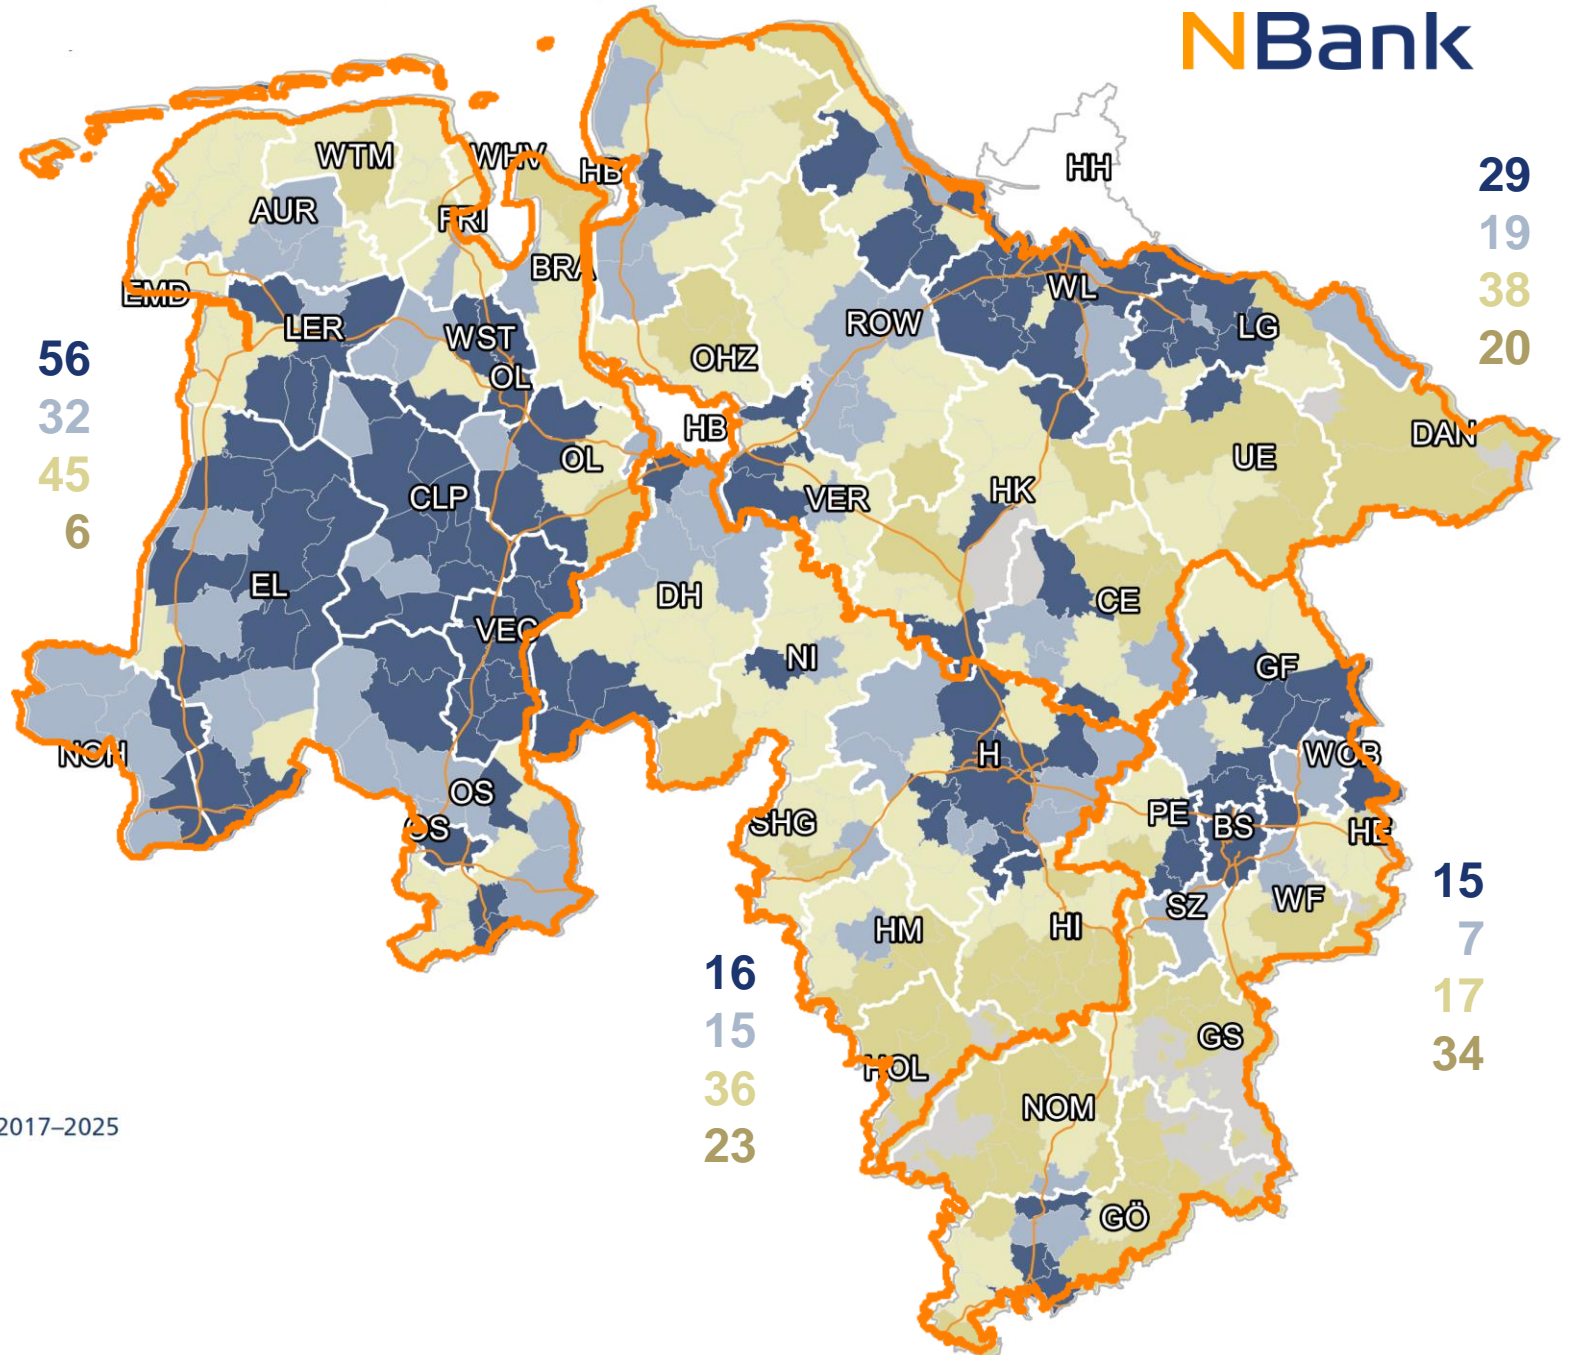 NBank
HH
29
19
38
20
WTM
WHV
HB
AUR
FRI
BRA
EMD
LER
WST
OL
ROW
WL
LG
OHZ
56
32
45
6
HB
OL
CLP
VER
HK
UE
DAN
EL
DH
CE
VEC
NI
GF
NOH
H
WOB
OS
OS
SHG
PE
BS
HE
15
7
17
34
SZ
WF
HM
HI
16
15
36
23
GS
HOL
NOM
2017–2025
GÖ